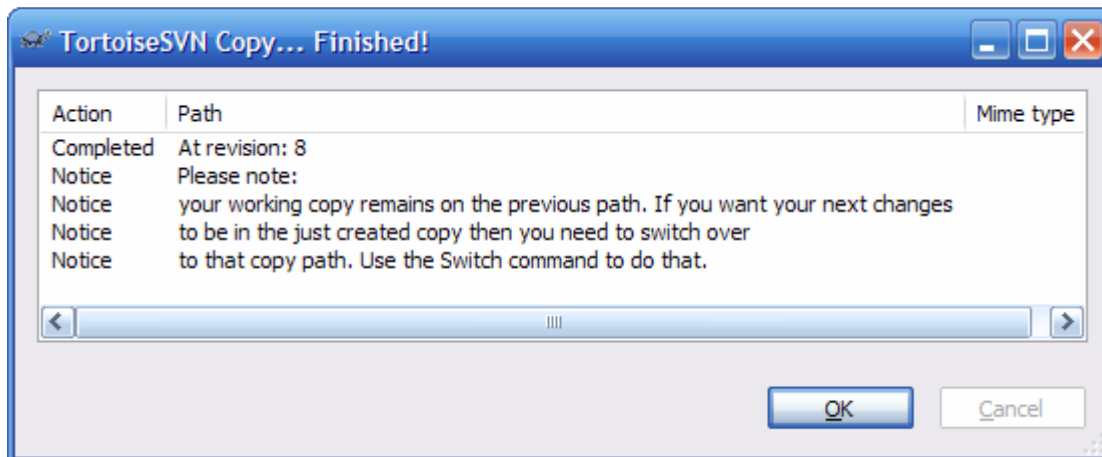 TortoiseSVN Copy... Finished!
Action Path Mime type
Completed At revision: 8
Notice Please note:
Notice your working copy remains on the previous path. If you want your next changes
Notice to be in the just created copy then you need to switch over
Notice to that copy path. Use the Switch command to do that.
OK Cancel